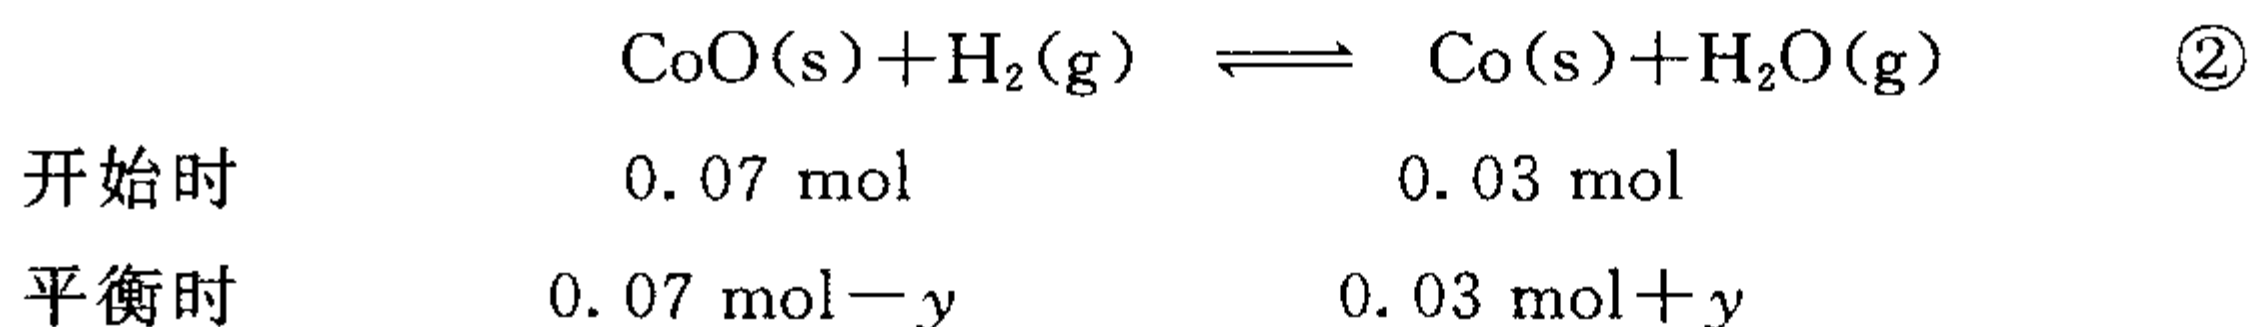 CoO(s)+H₂(g) ⇌ Co(s)+H₂O(g) ②
开始时 0.07 mol 0.03 mol
平衡时 0.07 mol−y 0.03 mol+y